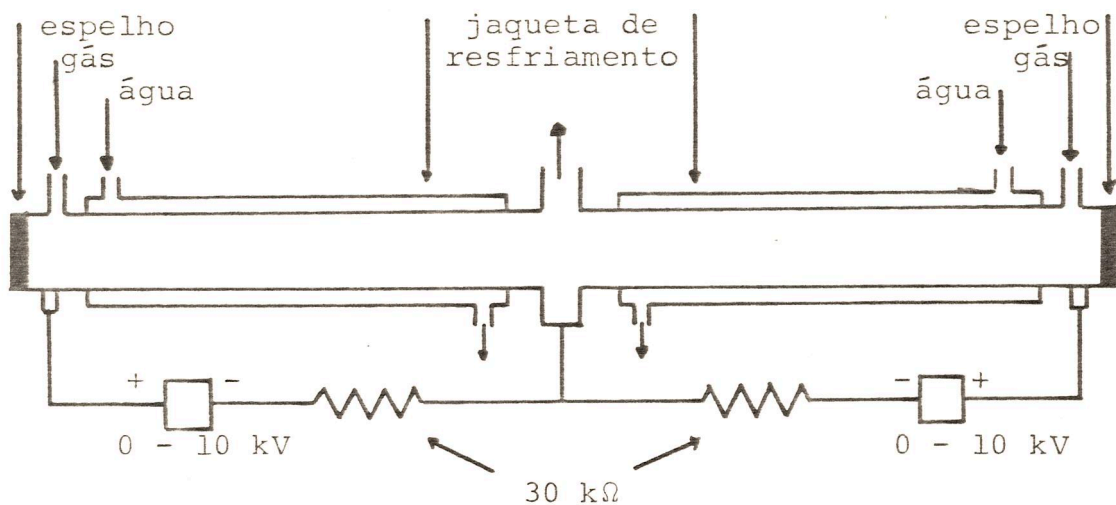 espelho
gás
água
jaqueta de
resfriamento
espelho
gás
água
+ -
0 - 10 kV
- +
0 - 10 kV
30 kΩ